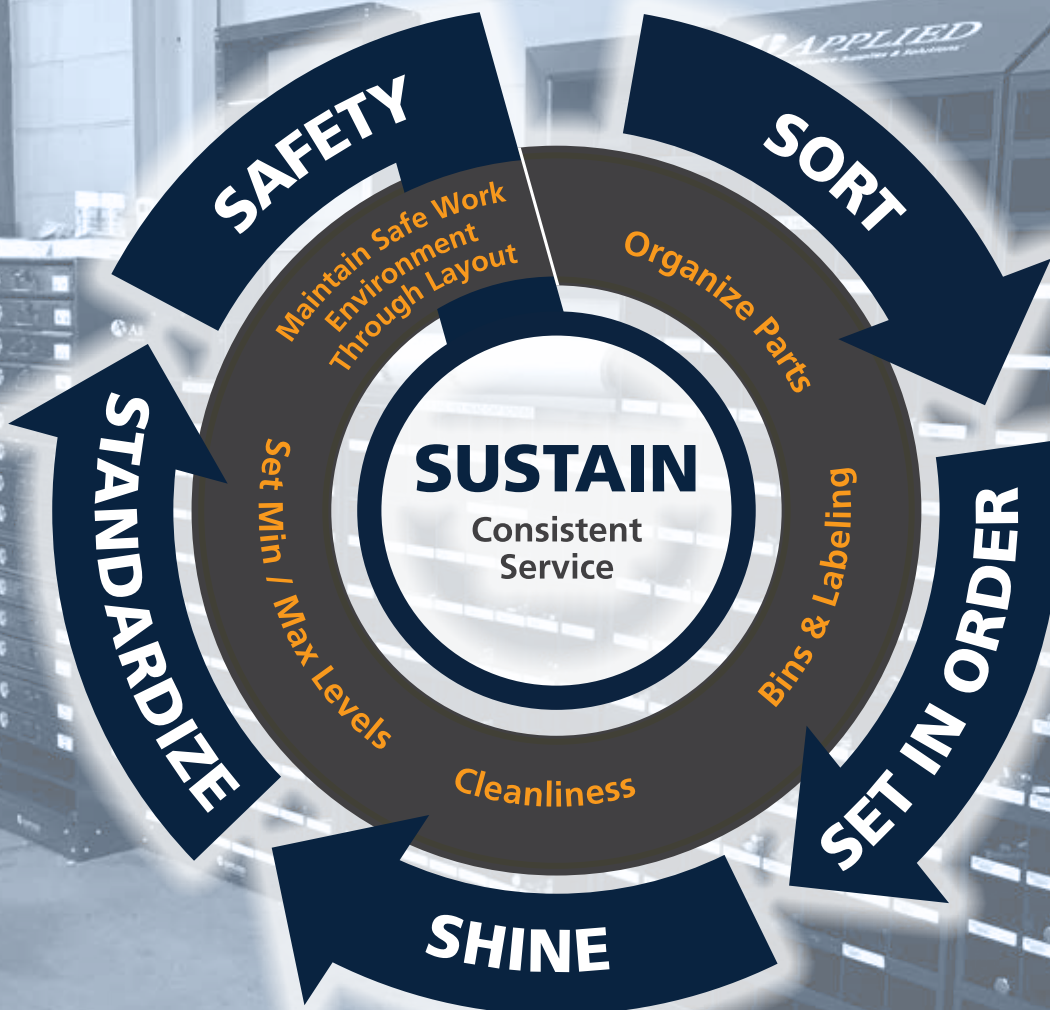 APPLIED
SORT
Organize Parts
SET IN ORDER
Bins & Labeling
SHINE
Cleanliness
STANDARDIZE
Set Min / Max Levels
SAFETY
Maintain Safe Work
Environment
Through Layout
SUSTAIN
Consistent
Service